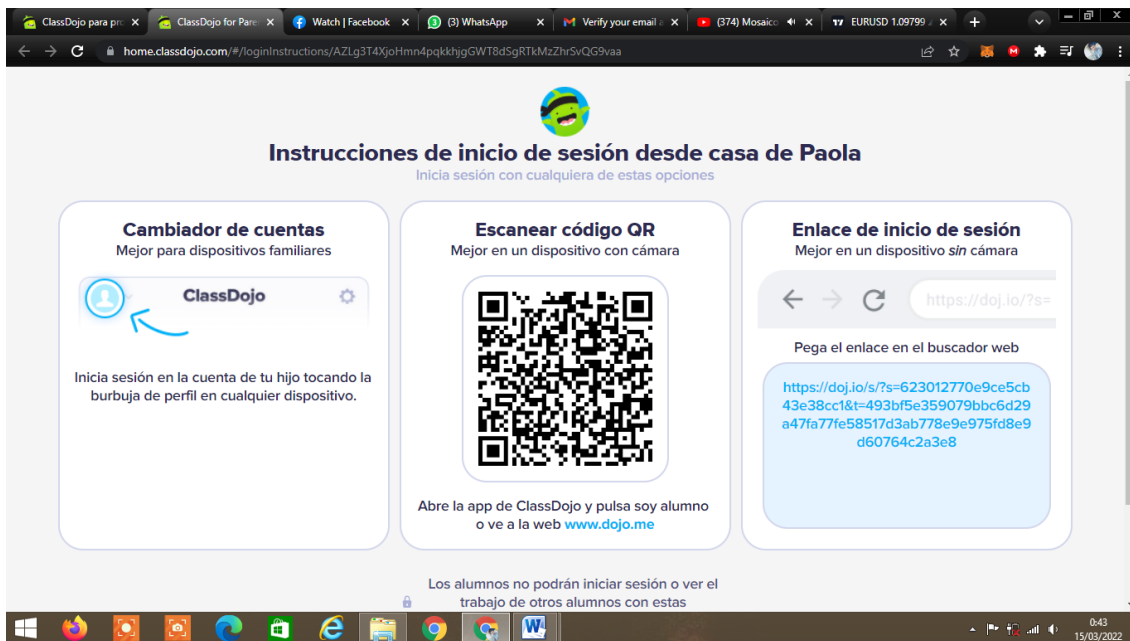 ClassDojo para pro
ClassDojo for Pare
Watch | Facebook
(3) WhatsApp
Verify your email a
(374) Mosaico
EURUSD 1.09799
home.classdojo.com/#/loginInstructions/AZLg3T4XjoHmn4pqkkhjgGWT8dSgRTkMzZhrSvQG9vaa
Instrucciones de inicio de sesión desde casa de Paola
Inicia sesión con cualquiera de estas opciones
Cambiador de cuentas
Mejor para dispositivos familiares
ClassDojo
Inicia sesión en la cuenta de tu hijo tocando la
burbuja de perfil en cualquier dispositivo.
Escanear código QR
Mejor en un dispositivo con cámara
Abre la app de ClassDojo y pulsa soy alumno
o ve a la web www.dojo.me
Enlace de inicio de sesión
Mejor en un dispositivo sin cámara
https://doj.io/?s=
Pega el enlace en el buscador web
https://doj.io/s/?s=623012770e9ce5cb
43e38cc1&t=493bf5e359079bbc6d29
a47fa77fe58517d3ab778e9e975fd8e9
d60764c2a3e8
Los alumnos no podrán iniciar sesión o ver el
trabajo de otros alumnos con estas
0:43
15/03/2022